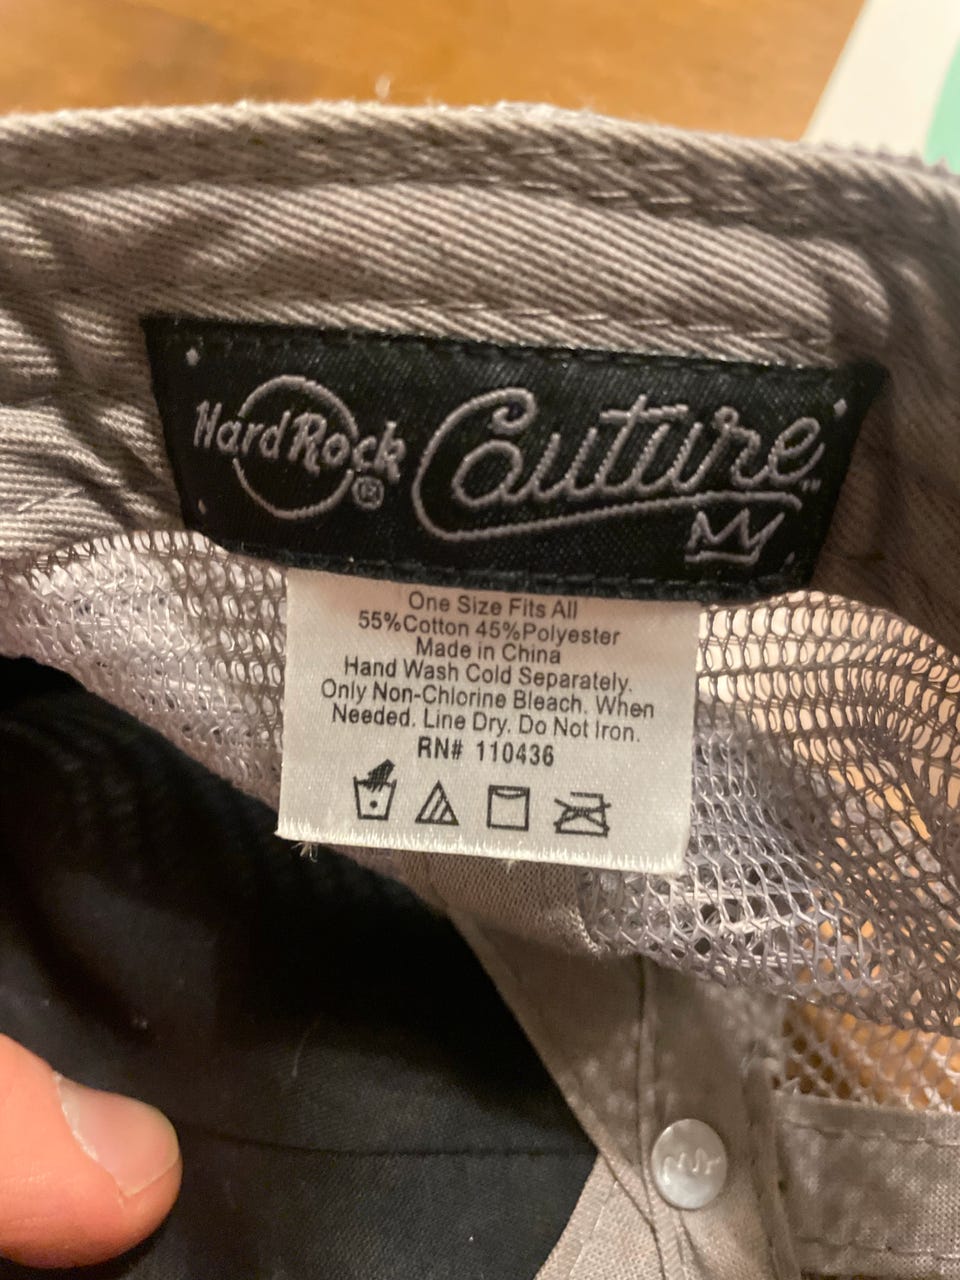 Hard Rock ®
Couture™
One Size Fits All
55%Cotton 45%Polyester
Made in China
Hand Wash Cold Separately.
Only Non-Chlorine Bleach. When
Needed. Line Dry. Do Not Iron.
RN# 110436